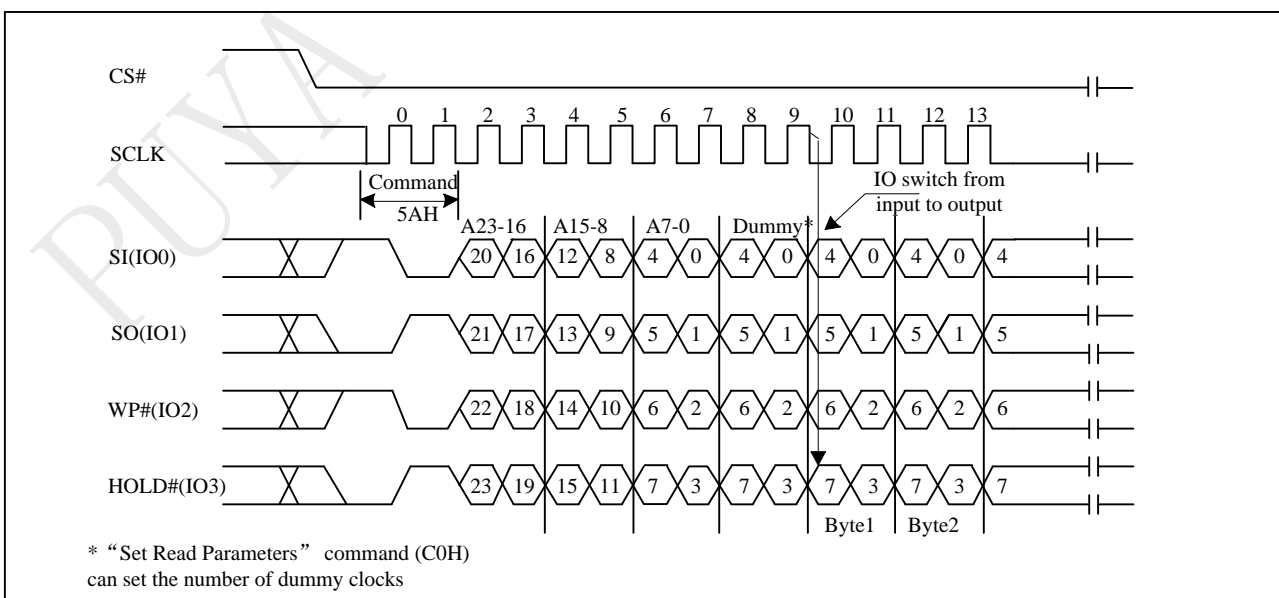 PUYA
CS#
0 1 2 3 4 5 6 7 8 9 10 11 12 13
SCLK
Command
5AH
IO switch from
input to output
A23-16 A15-8 A7-0 Dummy*
SI(IO0) 20 16 12 8 4 0 4 0 4 0 4 0 4
SO(IO1) 21 17 13 9 5 1 5 1 5 1 5 1 5
WP#(IO2) 22 18 14 10 6 2 6 2 6 2 6 2 6
HOLD#(IO3) 23 19 15 11 7 3 7 3 7 3 7 3 7
Byte1 Byte2
* “Set Read Parameters” command (C0H)
can set the number of dummy clocks